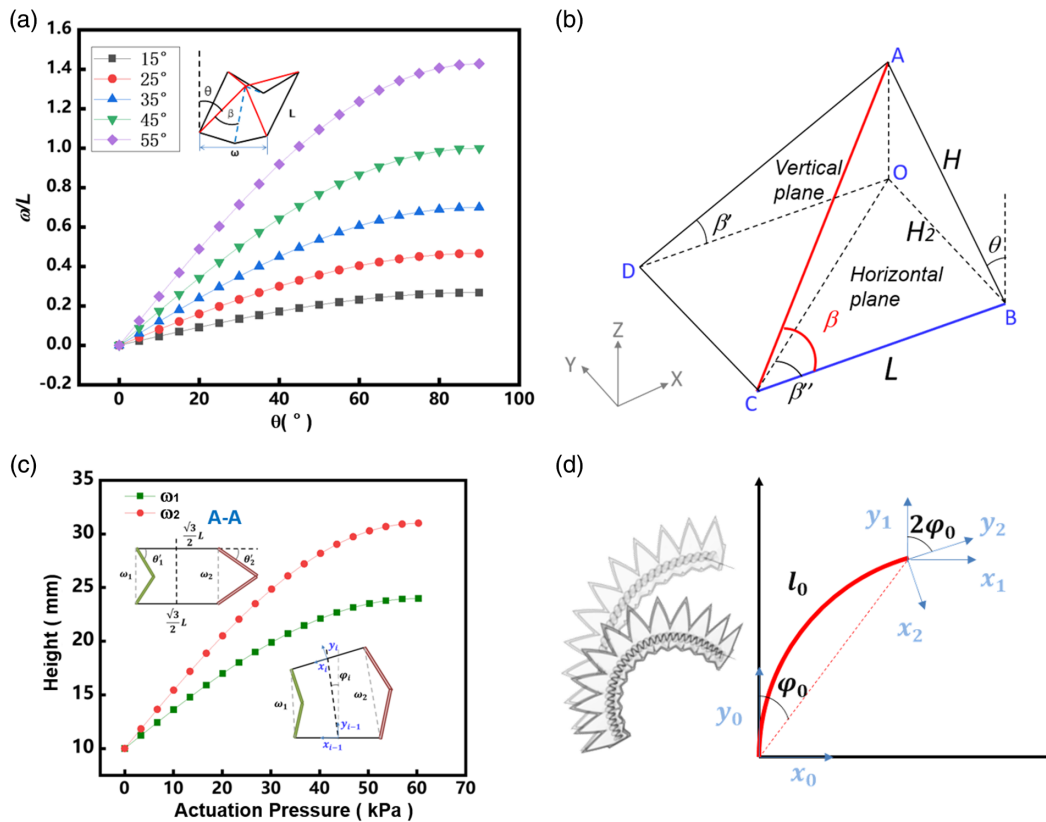 (a)
1.6
1.4
1.2
1.0
0.8
0.6
0.4
0.2
0.0
-0.2
ω/L
15°
25°
35°
45°
55°
θ
β
L
ω
0 20 40 60 80 100
θ( ° )
(b)
A
Vertical
plane
O
H
β'
H2
θ
D
Horizontal
plane
B
Z
β
Y
X
L
C
β''
(c)
35
30
25
20
15
10
Height ( mm)
ω1
ω2
A-A
√3/2 L
θ'1
θ'2
ω1
ω2
√3/2 L
yi
xi
φi
ω1
ω2
yi−1
xi−1
0 10 20 30 40 50 60 70
Actuation Pressure ( kPa)
(d)
y1
2φ0
y2
l0
x1
x2
φ0
y0
x0